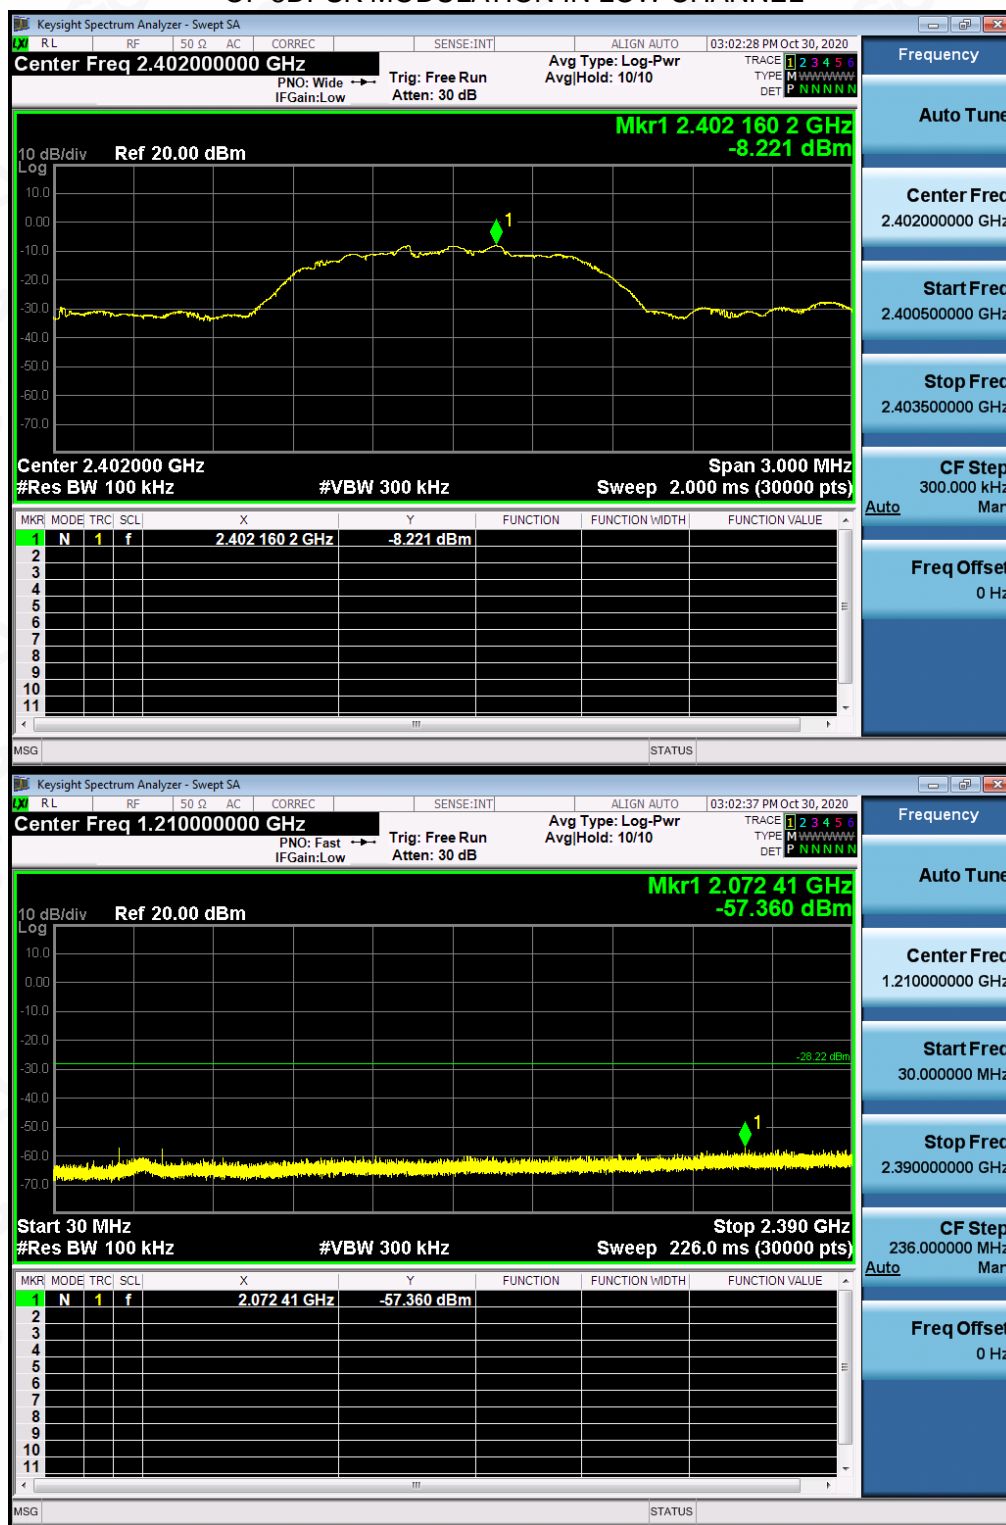 OF 8DPSK MODULATION IN LOW CHANNEL
Keysight Spectrum Analyzer - Swept SA
LXI RL RF 50 Ω AC CORREC SENSE:INT ALIGN AUTO 03:02:28 PM Oct 30, 2020
Center Freq 2.402000000 GHz
PNO: Wide
IFGain:Low
Trig: Free Run
Atten: 30 dB
Avg Type: Log-Pwr
Avg|Hold: 10/10
TRACE 1 2 3 4 5 6
TYPE M WWWWW
DET P N N N N N
Mkr1 2.402 160 2 GHz
-8.221 dBm
10 dB/div Ref 20.00 dBm
Log
10.0
0.00
-10.0
-20.0
-30.0
-40.0
-50.0
-60.0
-70.0
1
Center 2.402000 GHz Span 3.000 MHz
#Res BW 100 kHz #VBW 300 kHz Sweep 2.000 ms (30000 pts)
MKR MODE TRC SCL X Y FUNCTION FUNCTION WIDTH FUNCTION VALUE
1 N 1 f 2.402 160 2 GHz -8.221 dBm
2
3
4
5
6
7
8
9
10
11
MSG STATUS
Frequency
Auto Tune
Center Freq
2.402000000 GHz
Start Freq
2.400500000 GHz
Stop Freq
2.403500000 GHz
CF Step
300.000 kHz
Auto Man
Freq Offset
0 Hz
Keysight Spectrum Analyzer - Swept SA
LXI RL RF 50 Ω AC CORREC SENSE:INT ALIGN AUTO 03:02:37 PM Oct 30, 2020
Center Freq 1.210000000 GHz
PNO: Fast
IFGain:Low
Trig: Free Run
Atten: 30 dB
Avg Type: Log-Pwr
Avg|Hold: 10/10
TRACE 1 2 3 4 5 6
TYPE M WWWWW
DET P N N N N N
Mkr1 2.072 41 GHz
-57.360 dBm
10 dB/div Ref 20.00 dBm
Log
10.0
0.00
-10.0
-20.0
-30.0
-40.0
-50.0
-60.0
-70.0
-28.22 dBm
1
Start 30 MHz Stop 2.390 GHz
#Res BW 100 kHz #VBW 300 kHz Sweep 226.0 ms (30000 pts)
MKR MODE TRC SCL X Y FUNCTION FUNCTION WIDTH FUNCTION VALUE
1 N 1 f 2.072 41 GHz -57.360 dBm
2
3
4
5
6
7
8
9
10
11
MSG STATUS
Frequency
Auto Tune
Center Freq
1.210000000 GHz
Start Freq
30.000000 MHz
Stop Freq
2.390000000 GHz
CF Step
236.000000 MHz
Auto Man
Freq Offset
0 Hz